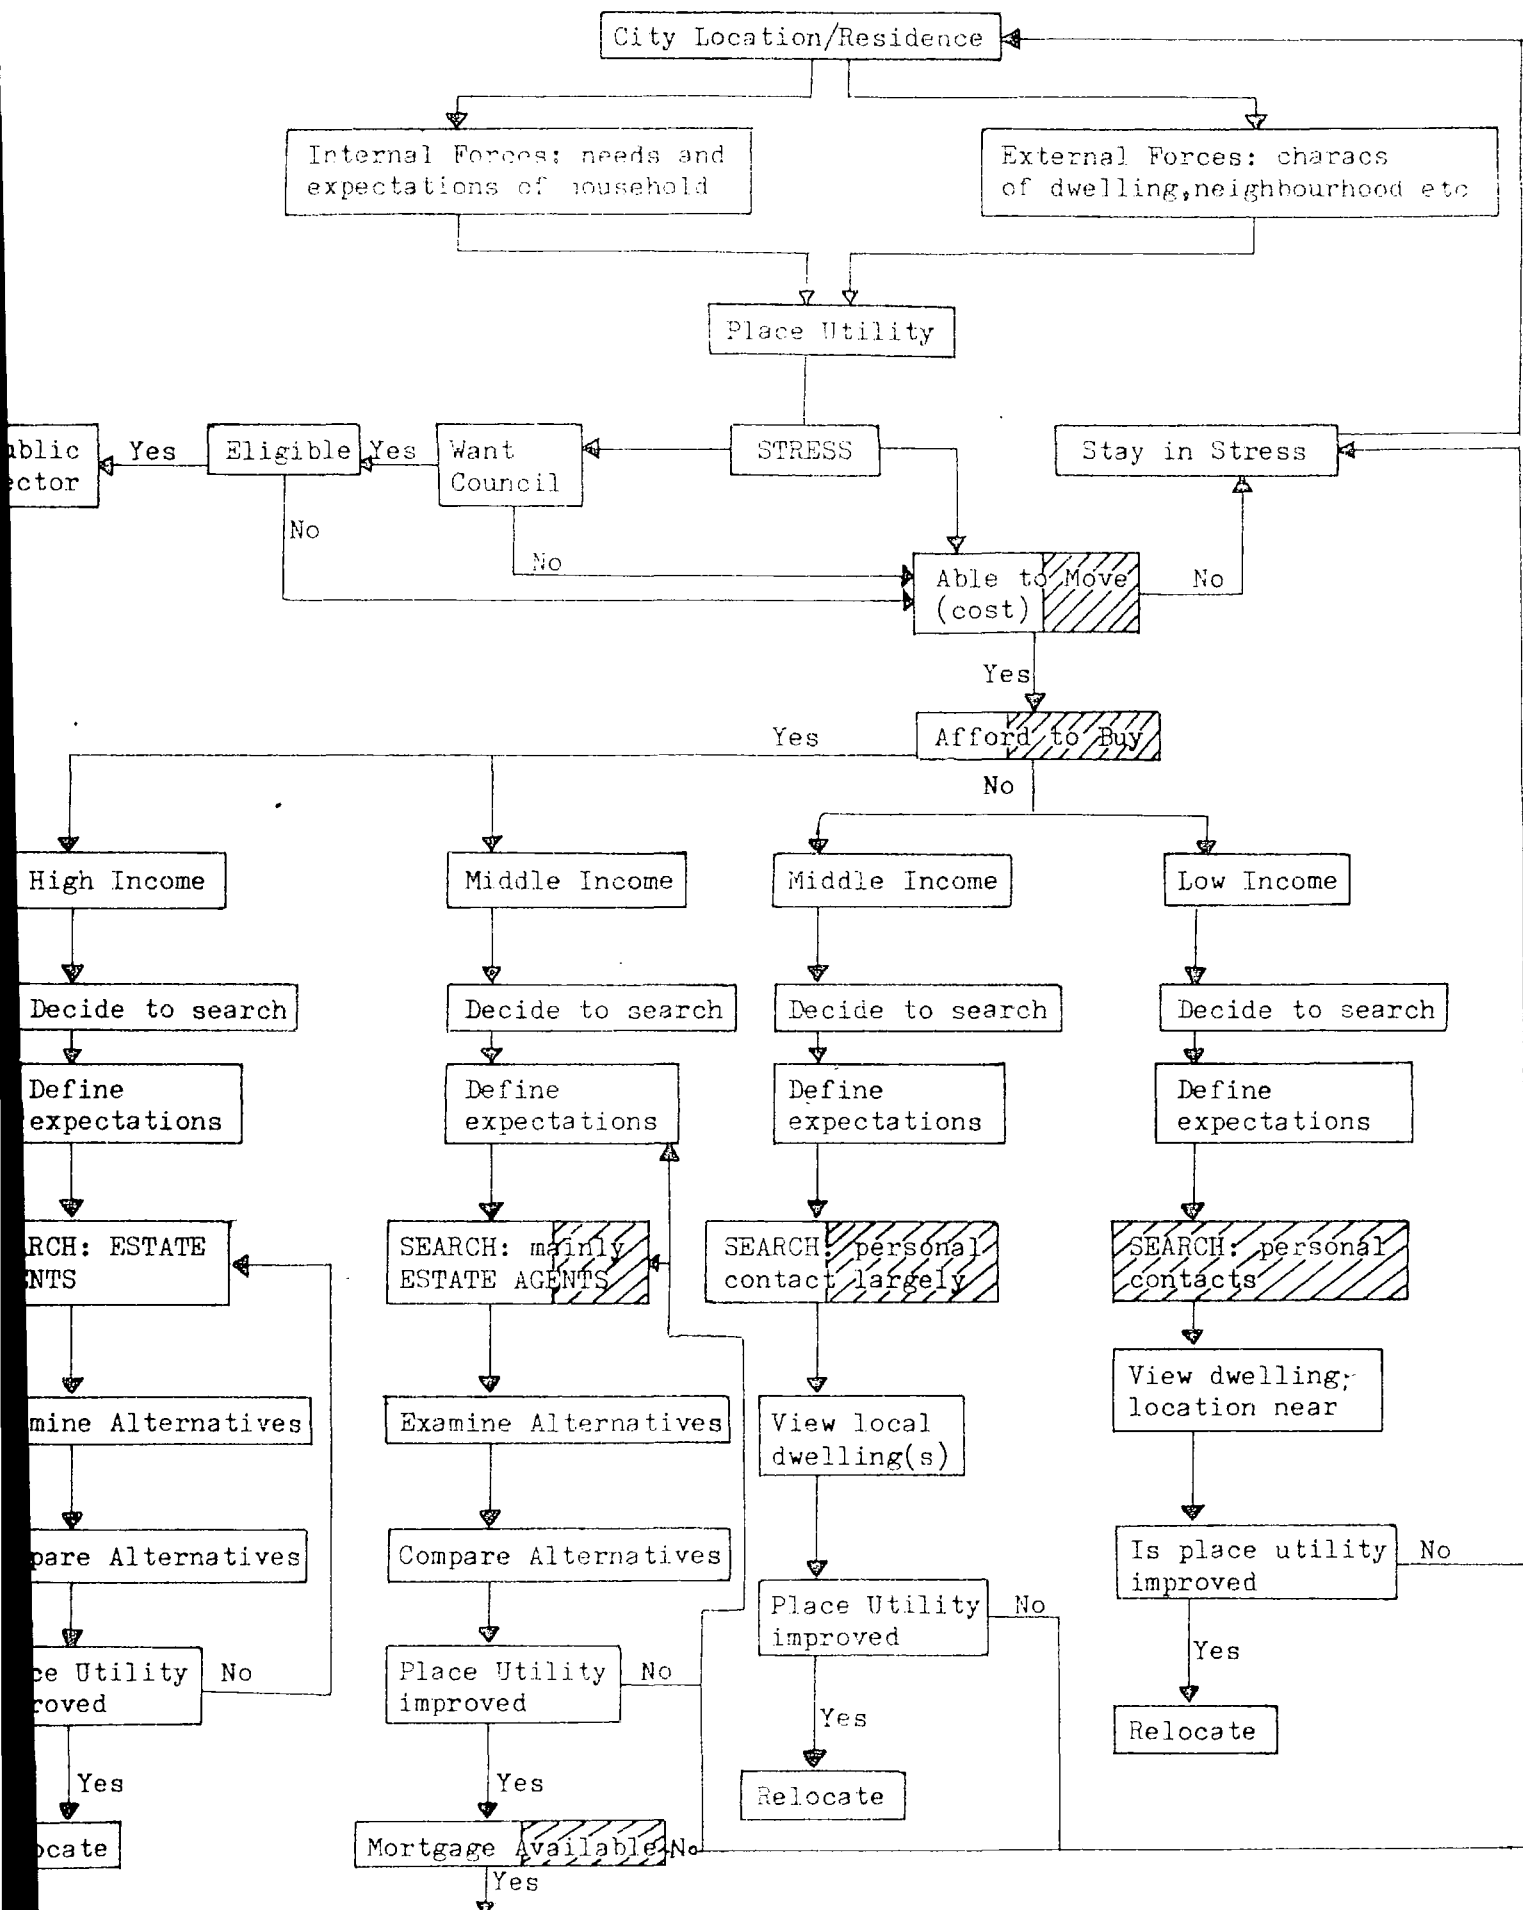 City Location/Residence
Internal Forces: needs and
expectations of household
External Forces: characs
of dwelling,neighbourhood etc
Place Utility
ublic
ector
Yes
Eligible
Yes
Want
Council
STRESS
Stay in Stress
No
No
Able to Move
(cost)
No
Yes
Afford to Buy
Yes
No
High Income
Middle Income
Middle Income
Low Income
Decide to search
Decide to search
Decide to search
Decide to search
Define
expectations
Define
expectations
Define
expectations
Define
expectations
RCH: ESTATE
NTS
SEARCH: mainly
ESTATE AGENTS
SEARCH: personal
contact largely
SEARCH: personal
contacts
View dwelling;
location near
mine Alternatives
Examine Alternatives
View local
dwelling(s)
pare Alternatives
Compare Alternatives
Is place utility
improved
No
Place Utility
improved
No
ce Utility
roved
No
Place Utility
improved
No
Yes
Yes
Relocate
Yes
Yes
Relocate
ocate
Mortgage Available
No
Yes